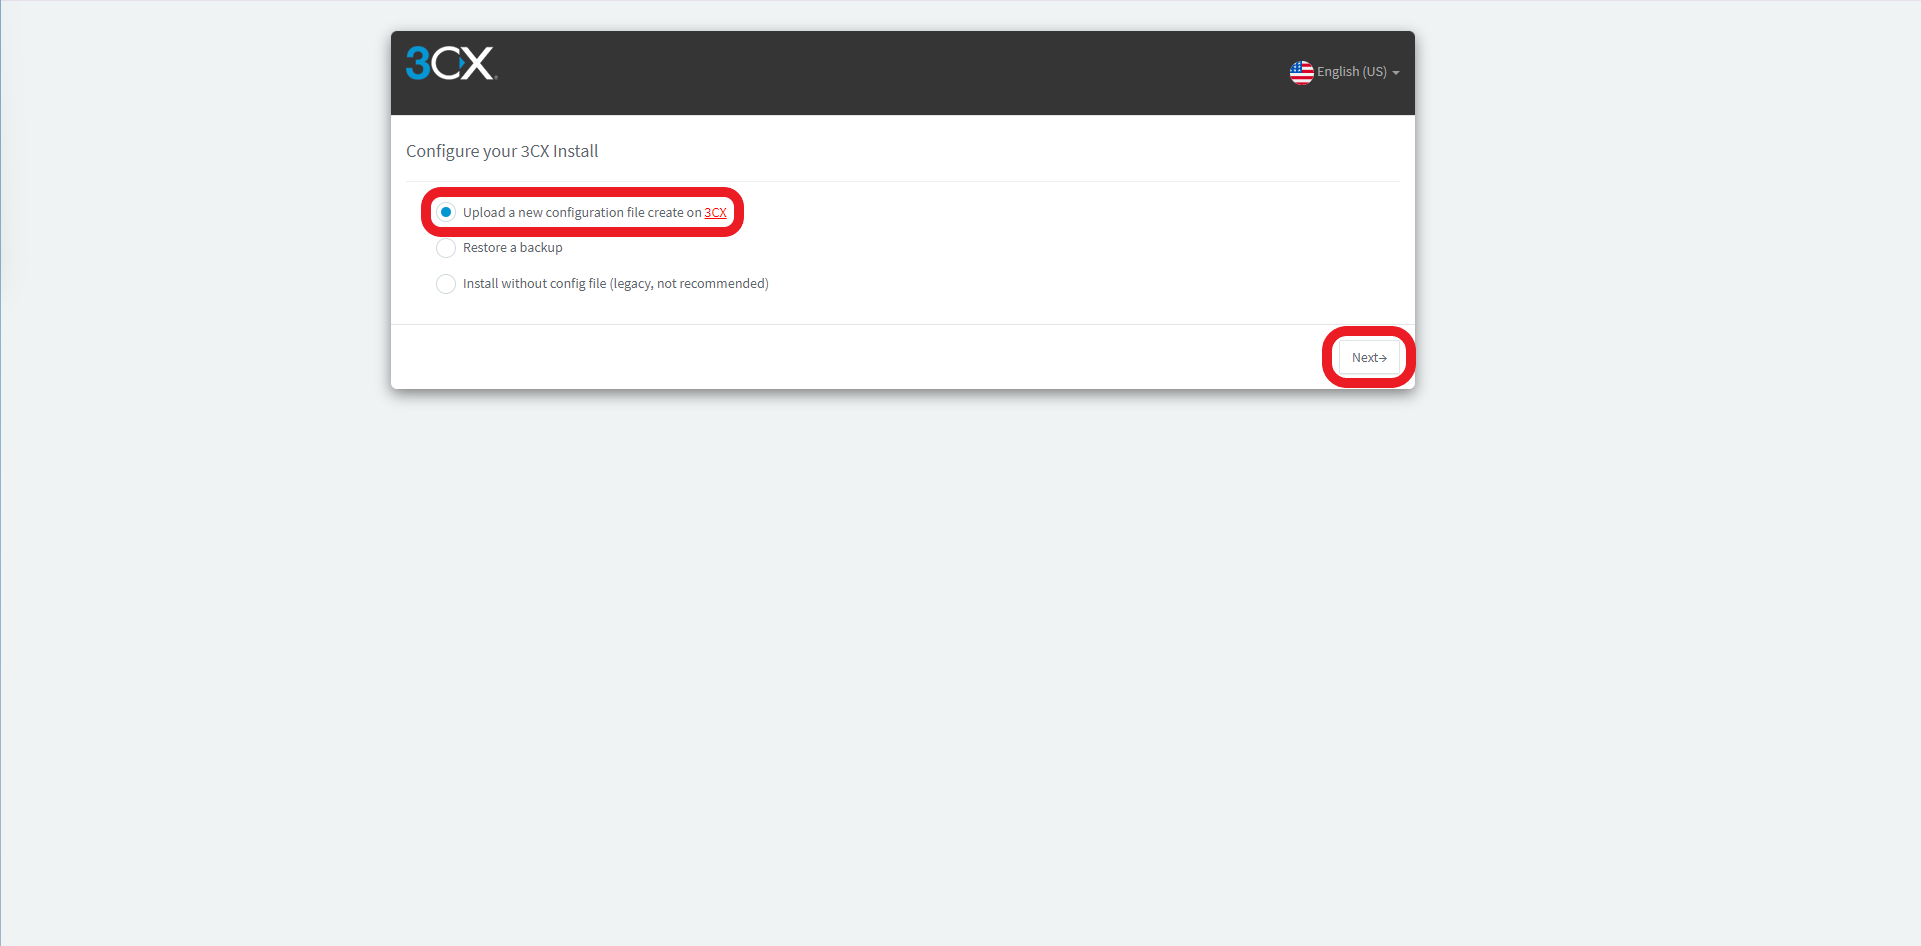 3CX
English (US)
Configure your 3CX Install
Upload a new configuration file create on 3CX
Restore a backup
Install without config file (legacy, not recommended)
Next→